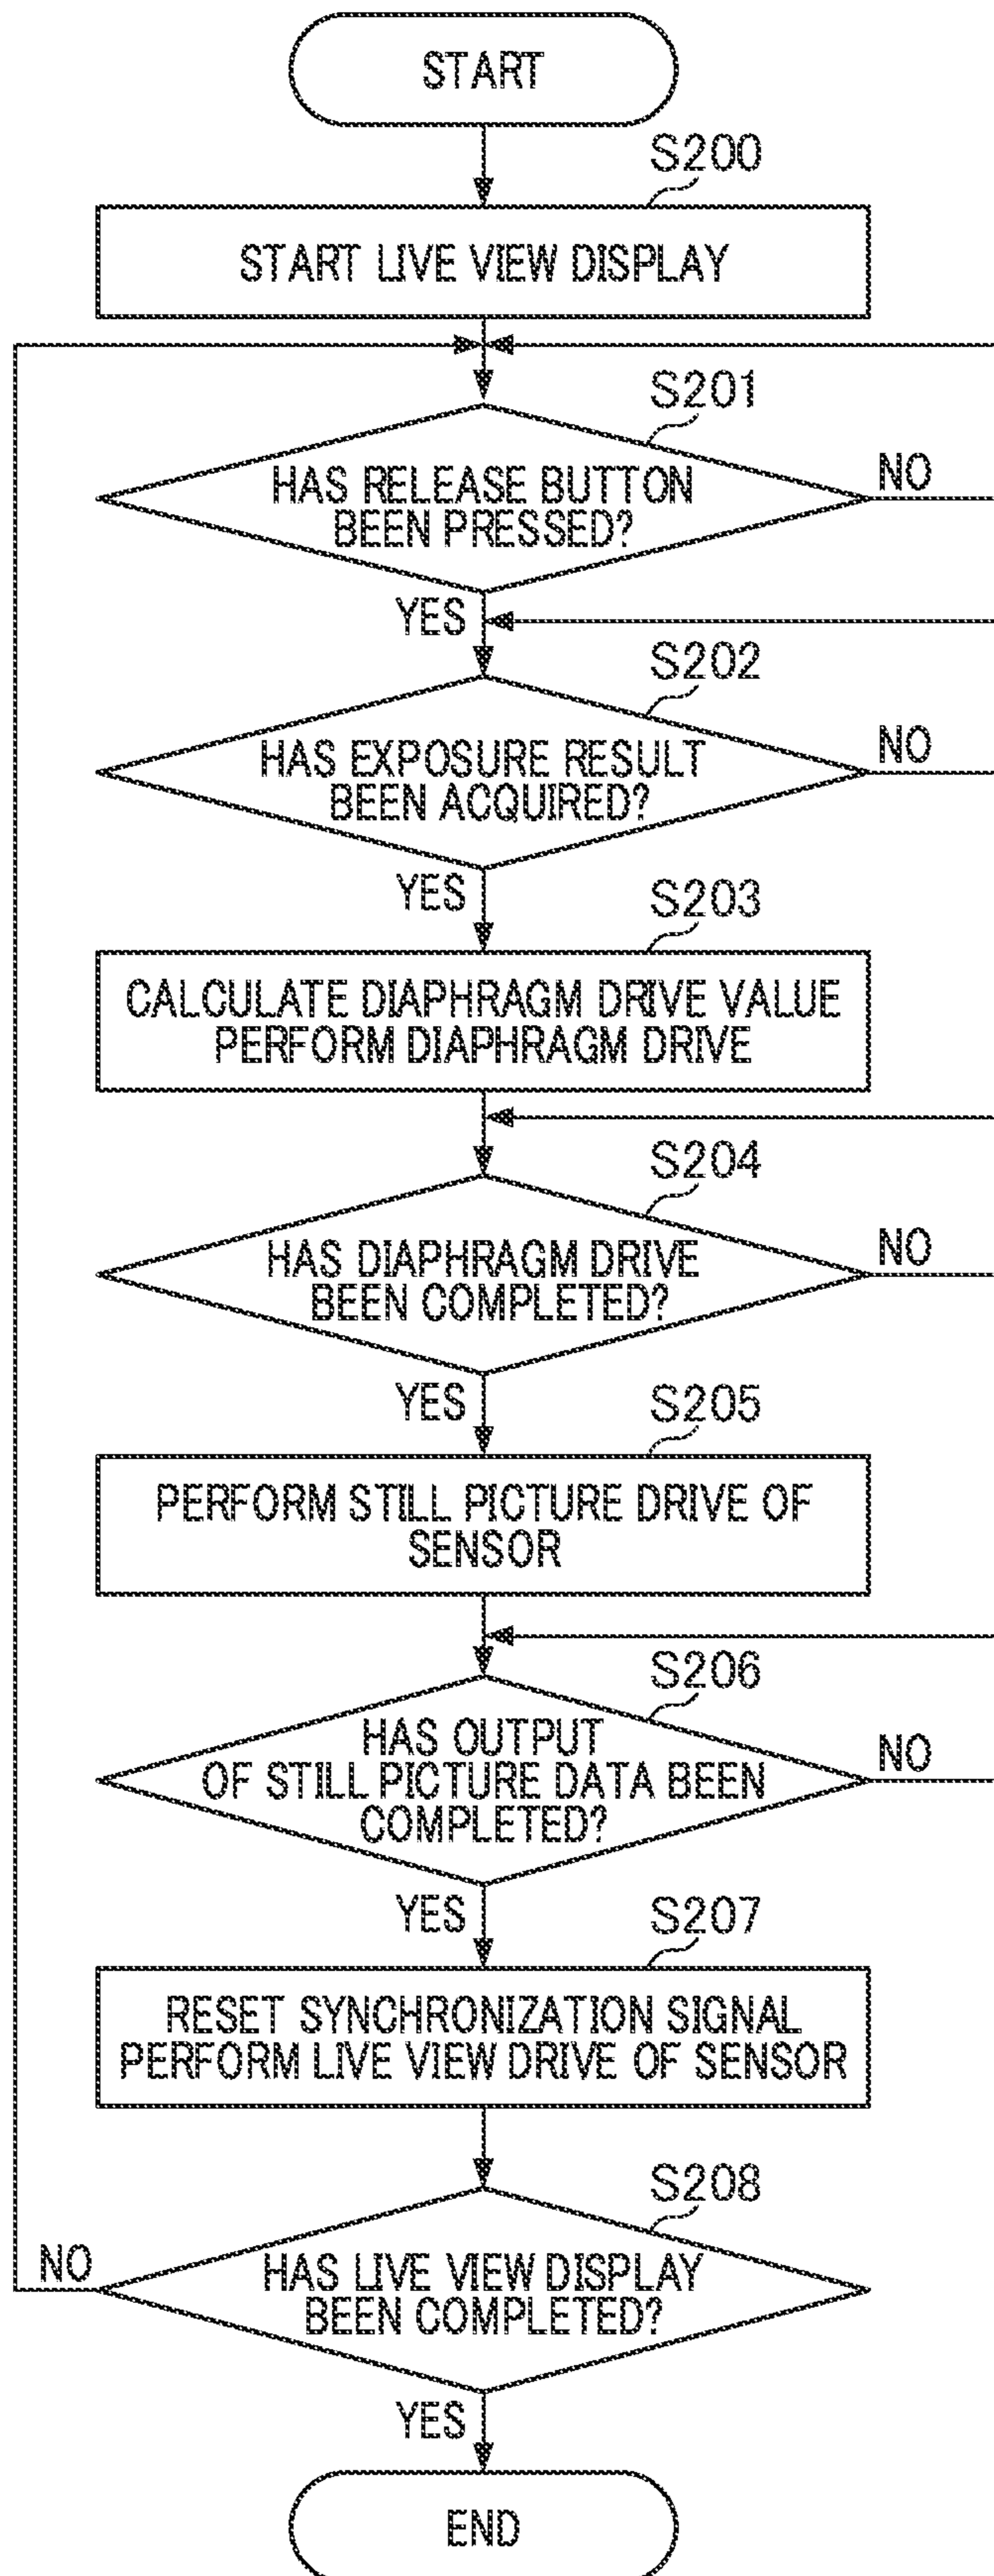 START
S200
START LIVE VIEW DISPLAY
S201
HAS RELEASE BUTTON
BEEN PRESSED?
NO
YES
S202
HAS EXPOSURE RESULT
BEEN ACQUIRED?
NO
YES
S203
CALCULATE DIAPHRAGM DRIVE VALUE
PERFORM DIAPHRAGM DRIVE
S204
HAS DIAPHRAGM DRIVE
BEEN COMPLETED?
NO
YES
S205
PERFORM STILL PICTURE DRIVE OF
SENSOR
S206
HAS OUTPUT
OF STILL PICTURE DATA BEEN
COMPLETED?
NO
YES
S207
RESET SYNCHRONIZATION SIGNAL
PERFORM LIVE VIEW DRIVE OF SENSOR
S208
HAS LIVE VIEW DISPLAY
BEEN COMPLETED?
NO
YES
END